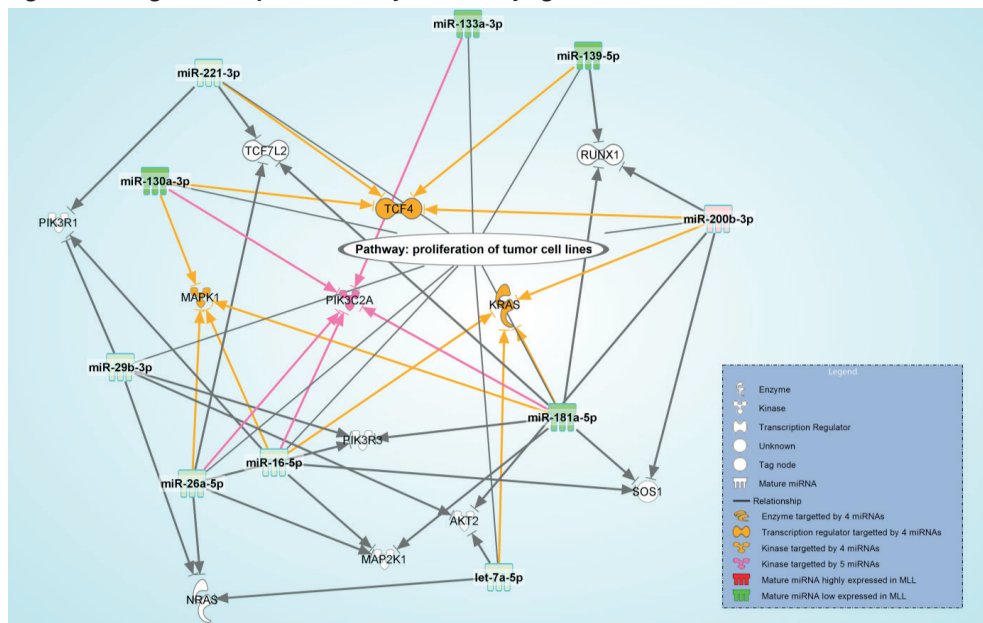 miR-133a-3p
miR-139-5p
miR-221-3p
TCF7L2
RUNX1
miR-130a-3p
TCF4
PIK3R1
miR-200b-3p
Pathway: proliferation of tumor cell lines
MAPK1
PIK3C2A
KRAS
miR-29b-3p
Legend
Enzyme
Kinase
Transcription Regulator
Unknown
Tag node
Mature miRNA
Relationship
Enzyme targetted by 4 miRNAs
Transcription regulator targetted by 4 miRNAs
Kinase targetted by 4 miRNAs
Kinase targetted by 5 miRNAs
Mature miRNA highly expressed in MLL
Mature miRNA low expressed in MLL
miR-181a-5p
PIK3R3
miR-16-5p
miR-26a-5p
SOS1
AKT2
MAP2K1
let-7a-5p
NRAS